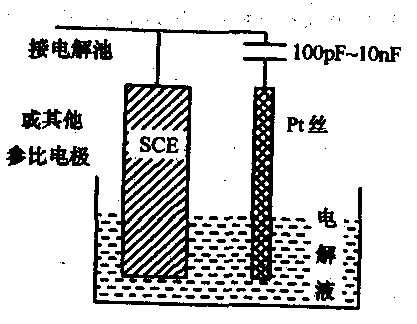 接电解池
100pF~10nF
或其他
参比电极
SCE
Pt丝
电
解
液